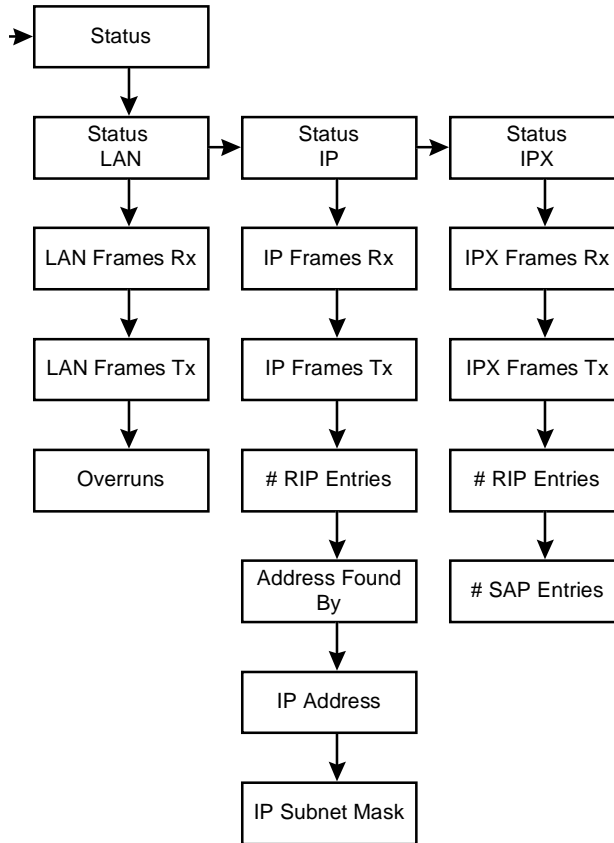 Status
Status
LAN
Status
IP
Status
IPX
LAN Frames Rx
IP Frames Rx
IPX Frames Rx
LAN Frames Tx
IP Frames Tx
IPX Frames Tx
Overruns
# RIP Entries
# RIP Entries
Address Found
By
# SAP Entries
IP Address
IP Subnet Mask